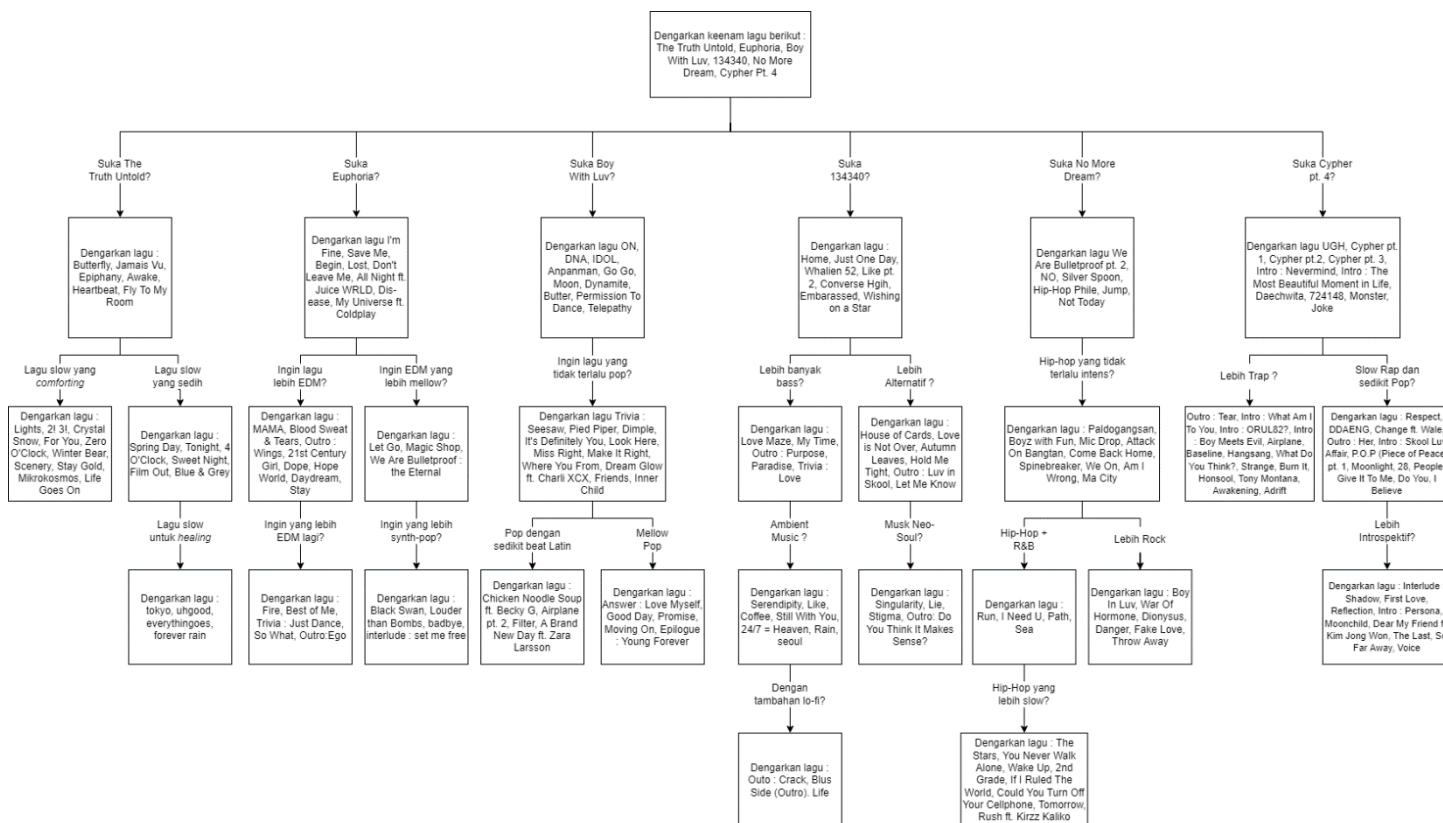 Dengarkan keenam lagu berikut :
The Truth Untold, Euphoria, Boy
With Luv, 134340, No More
Dream, Cypher Pt. 4
Suka The
Truth Untold?
Suka
Euphoria?
Suka Boy
With Luv?
Suka
134340?
Suka No More
Dream?
Suka Cypher
pt. 4?
Dengarkan lagu :
Butterfly, Jamais Vu,
Epiphany, Awake,
Heartbeat, Fly To My
Room
Dengarkan lagu I'm
Fine, Save Me,
Begin, Lost, Don't
Leave Me, All Night ft.
Juice WRLD, Dis-
ease, My Universe ft.
Coldplay
Dengarkan lagu ON,
DNA, IDOL,
Anpanman, Go Go,
Moon, Dynamite,
Butter, Permission To
Dance, Telepathy
Dengarkan lagu :
Home, Just One Day,
Whalien 52, Like pt.
2, Converse Hgih,
Embarassed, Wishing
on a Star
Dengarkan lagu We
Are Bulletproof pt. 2,
NO, Silver Spoon,
Hip-Hop Phile, Jump,
Not Today
Dengarkan lagu UGH, Cypher pt.
1, Cypher pt.2, Cypher pt. 3,
Intro : Nevermind, Intro : The
Most Beautiful Moment in Life,
Daechwita, 724148, Monster,
Joke
Lagu slow yang
comforting
Lagu slow
yang sedih
Ingin lagu
lebih EDM?
Ingin EDM yang
lebih mellow?
Ingin lagu yang
tidak terlalu pop?
Lebih banyak
bass?
Lebih
Alternatif ?
Hip-hop yang tidak
terlalu intens?
Lebih Trap ?
Slow Rap dan
sedikit Pop?
Dengarkan lagu :
Lights, 2! 3!, Crystal
Snow, For You, Zero
O'Clock, Winter Bear,
Scenery, Stay Gold,
Mikrokosmos, Life
Goes On
Dengarkan lagu :
Spring Day, Tonight, 4
O'Clock, Sweet Night,
Film Out, Blue & Grey
Dengarkan lagu :
MAMA, Blood Sweat
& Tears, Outro :
Wings, 21st Century
Girl, Dope, Hope
World, Daydream,
Stay
Dengarkan lagu :
Let Go, Magic Shop,
We Are Bulletproof :
the Eternal
Dengarkan lagu Trivia :
Seesaw, Pied Piper, Dimple,
It's Definitely You, Look Here,
Miss Right, Make It Right,
Where You From, Dream Glow
ft. Charli XCX, Friends, Inner
Child
Dengarkan lagu :
Love Maze, My Time,
Outro : Purpose,
Paradise, Trivia :
Love
Dengarkan lagu :
House of Cards, Love
is Not Over, Autumn
Leaves, Hold Me
Tight, Outro : Luv in
Skool, Let Me Know
Dengarkan lagu : Paldogangsan,
Boyz with Fun, Mic Drop, Attack
On Bangtan, Come Back Home,
Spinebreaker, We On, Am I
Wrong, Ma City
Outro : Tear, Intro : What Am I
To You, Intro : ORUL82?, Intro
: Boy Meets Evil, Airplane,
Baseline, Hangsang, What Do
You Think?, Strange, Burn It,
Honsool, Tony Montana,
Awakening, Adrift
Dengarkan lagu : Respect,
DDAENG, Change ft. Wale,
Outro : Her, Intro : Skool Luv
Affair, P.O.P (Piece of Peace)
pt. 1, Moonlight, 28, People,
Give It To Me, Do You, I
Believe
Lagu slow
untuk healing
Ingin yang lebih
EDM lagi?
Ingin yang lebih
synth-pop?
Pop dengan
sedikit beat Latin
Mellow
Pop
Ambient
Music ?
Musk Neo-
Soul?
Hip-Hop +
R&B
Lebih Rock
Lebih
Introspektif?
Dengarkan lagu :
tokyo, uhgood,
everythingoes,
forever rain
Dengarkan lagu :
Fire, Best of Me,
Trivia : Just Dance,
So What, Outro:Ego
Dengarkan lagu :
Black Swan, Louder
than Bombs, badbye,
interlude : set me free
Dengarkan lagu :
Chicken Noodle Soup
ft. Becky G, Airplane
pt. 2, Filter, A Brand
New Day ft. Zara
Larsson
Dengarkan lagu :
Answer : Love Myself,
Good Day, Promise,
Moving On, Epilogue
: Young Forever
Dengarkan lagu :
Serendipity, Like,
Coffee, Still With You,
24/7 = Heaven, Rain,
seoul
Dengarkan lagu :
Singularity, Lie,
Stigma, Outro: Do
You Think It Makes
Sense?
Dengarkan lagu :
Run, I Need U, Path,
Sea
Dengarkan lagu : Boy
In Luv, War Of
Hormone, Dionysus,
Danger, Fake Love,
Throw Away
Dengarkan lagu : Interlude :
Shadow, First Love,
Reflection, Intro : Persona,
Moonchild, Dear My Friend
Kim Jong Won, The Last, So
Far Away, Voice
Dengan
tambahan lo-fi?
Hip-Hop yang
lebih slow?
Dengarkan lagu :
Outo : Crack, Blus
Side (Outro). Life
Dengarkan lagu : The
Stars, You Never Walk
Alone, Wake Up, 2nd
Grade, If I Ruled The
World, Could You Turn Off
Your Cellphone, Tomorrow,
Rush ft. Kirzz Kaliko